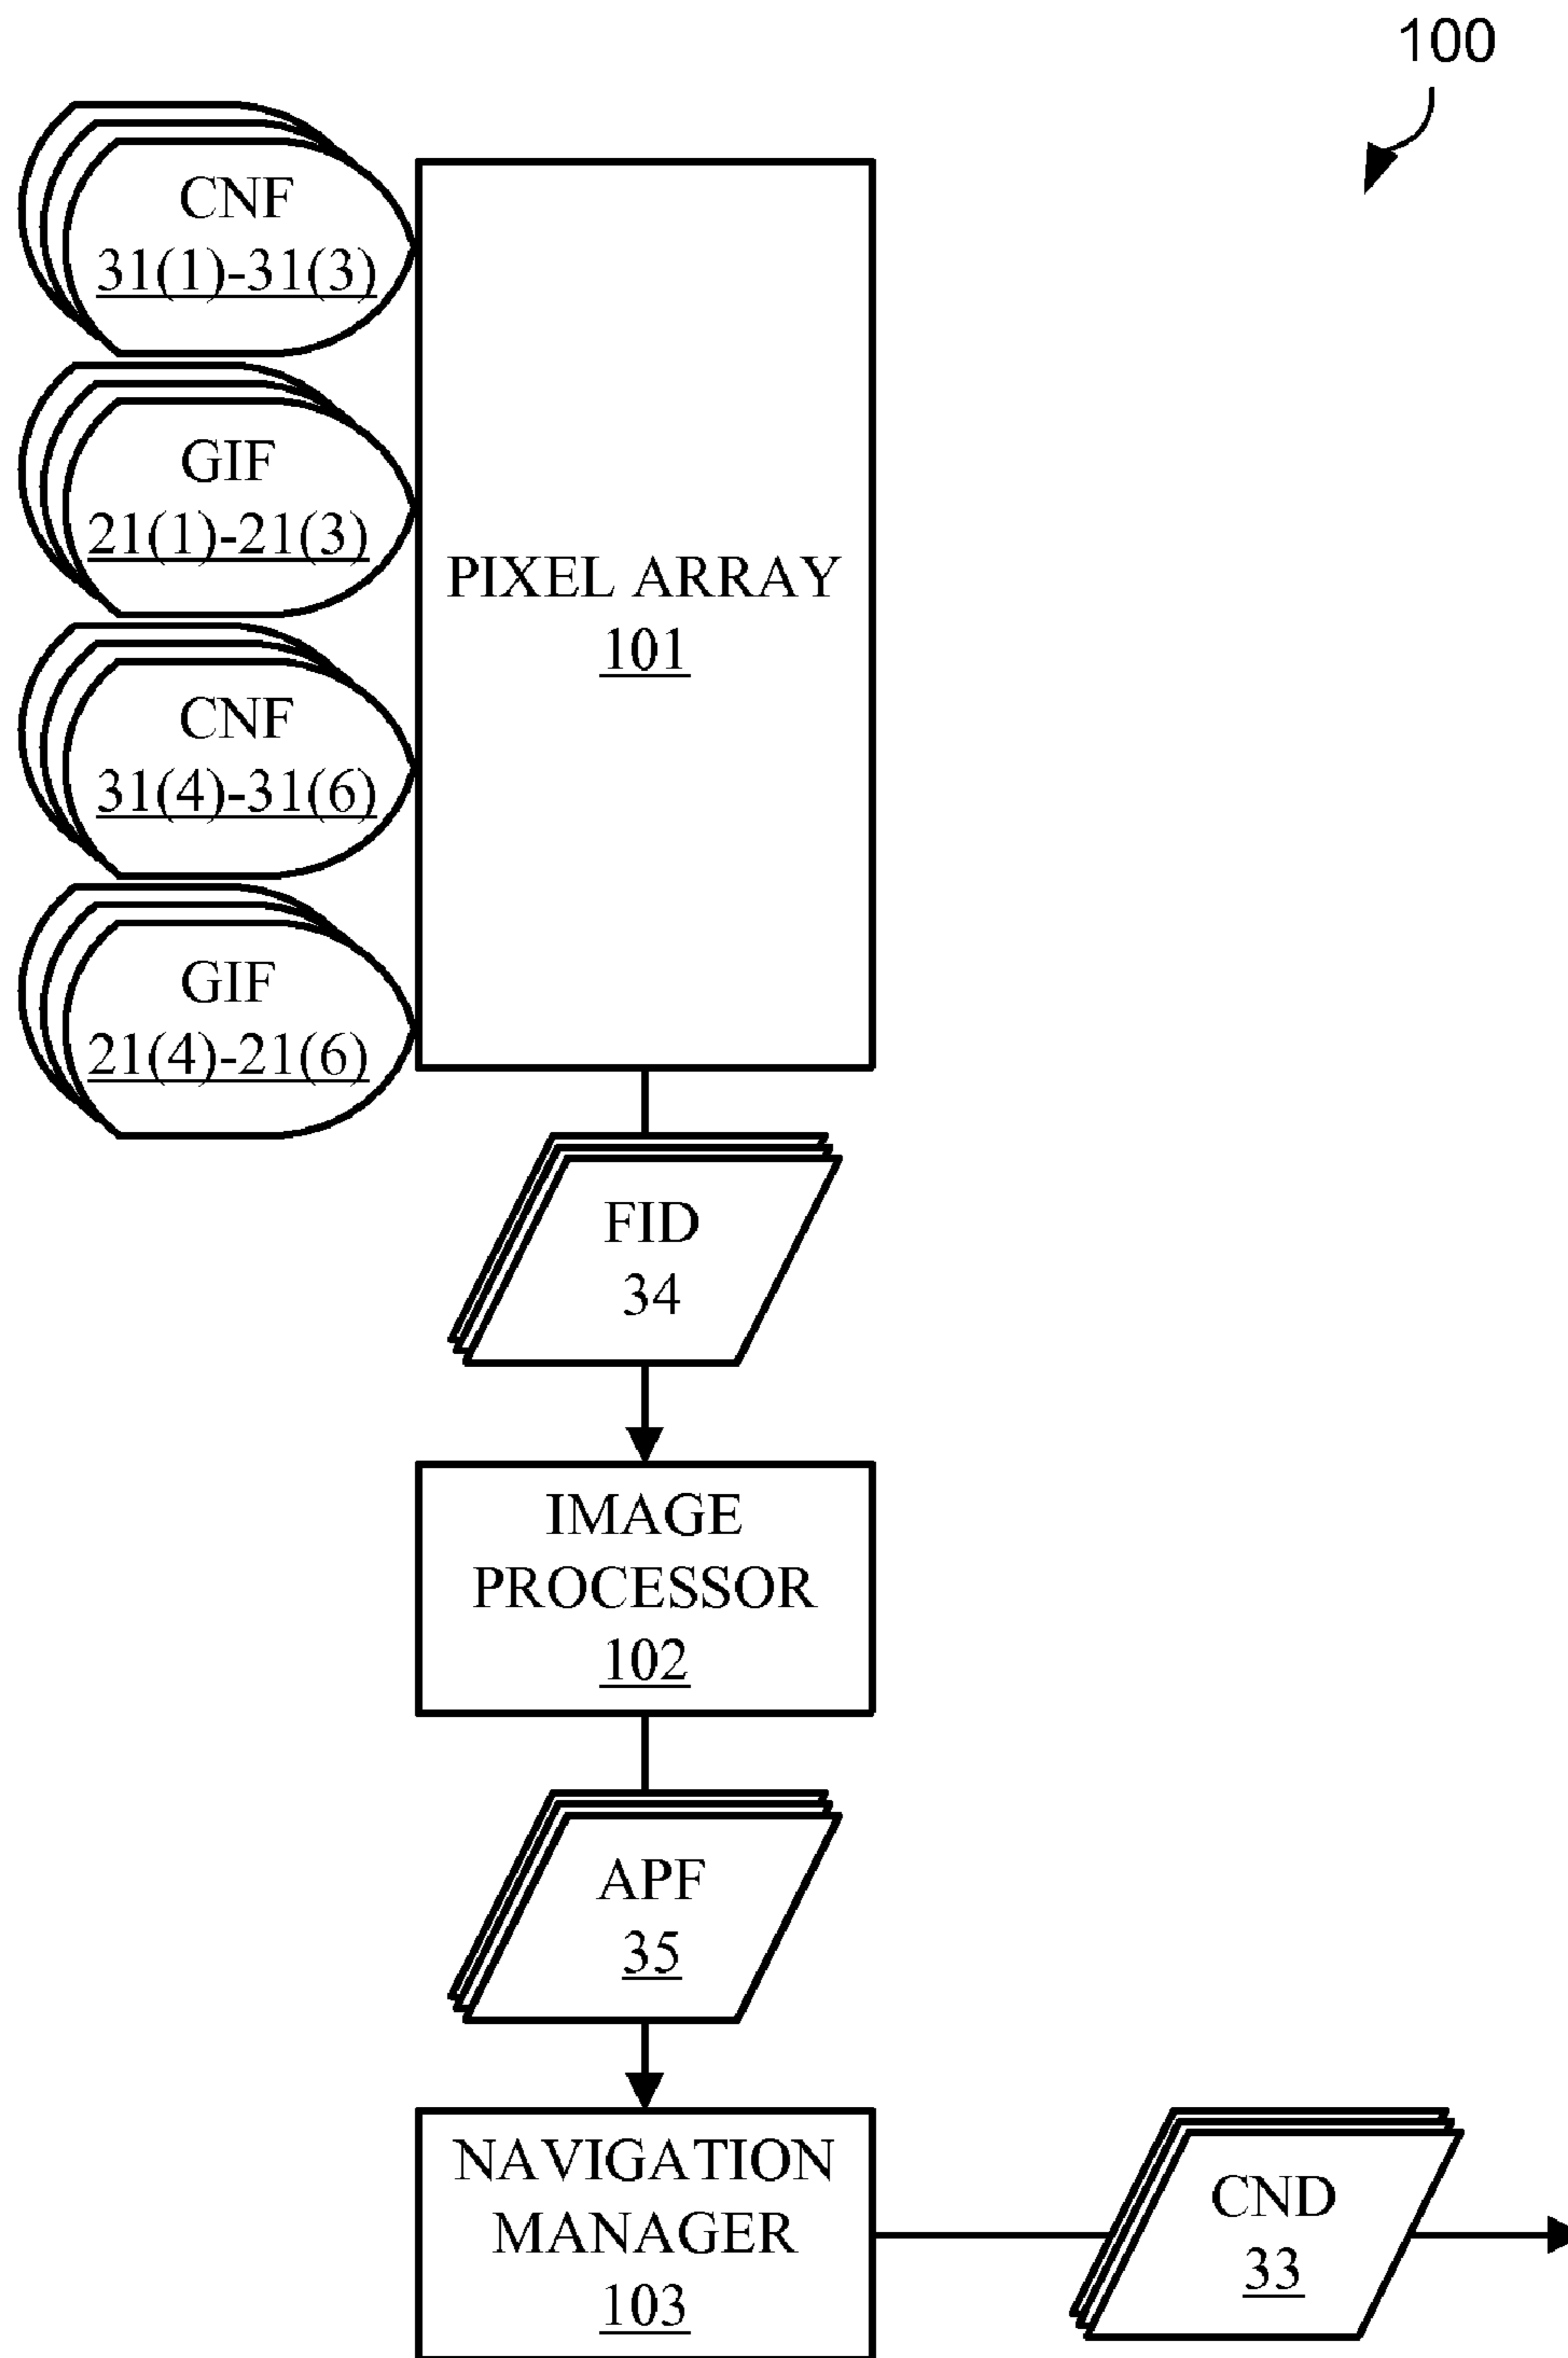 100
CNF
31(1)-31(3)
GIF
21(1)-21(3)
PIXEL ARRAY
101
CNF
31(4)-31(6)
GIF
21(4)-21(6)
FID
34
IMAGE
PROCESSOR
102
APF
35
NAVIGATION
MANAGER
103
CND
33